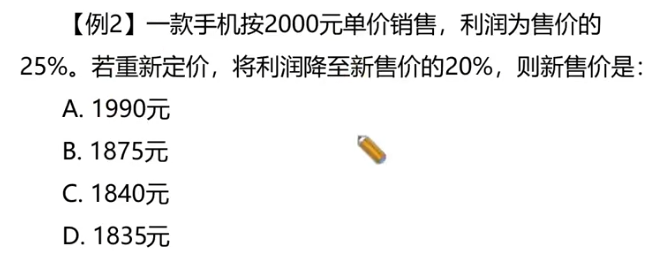 【例2】一款手机按2000元单价销售，利润为售价的
25%。若重新定价，将利润降至新售价的20%，则新售价是：
A. 1990元
B. 1875元
C. 1840元
D. 1835元